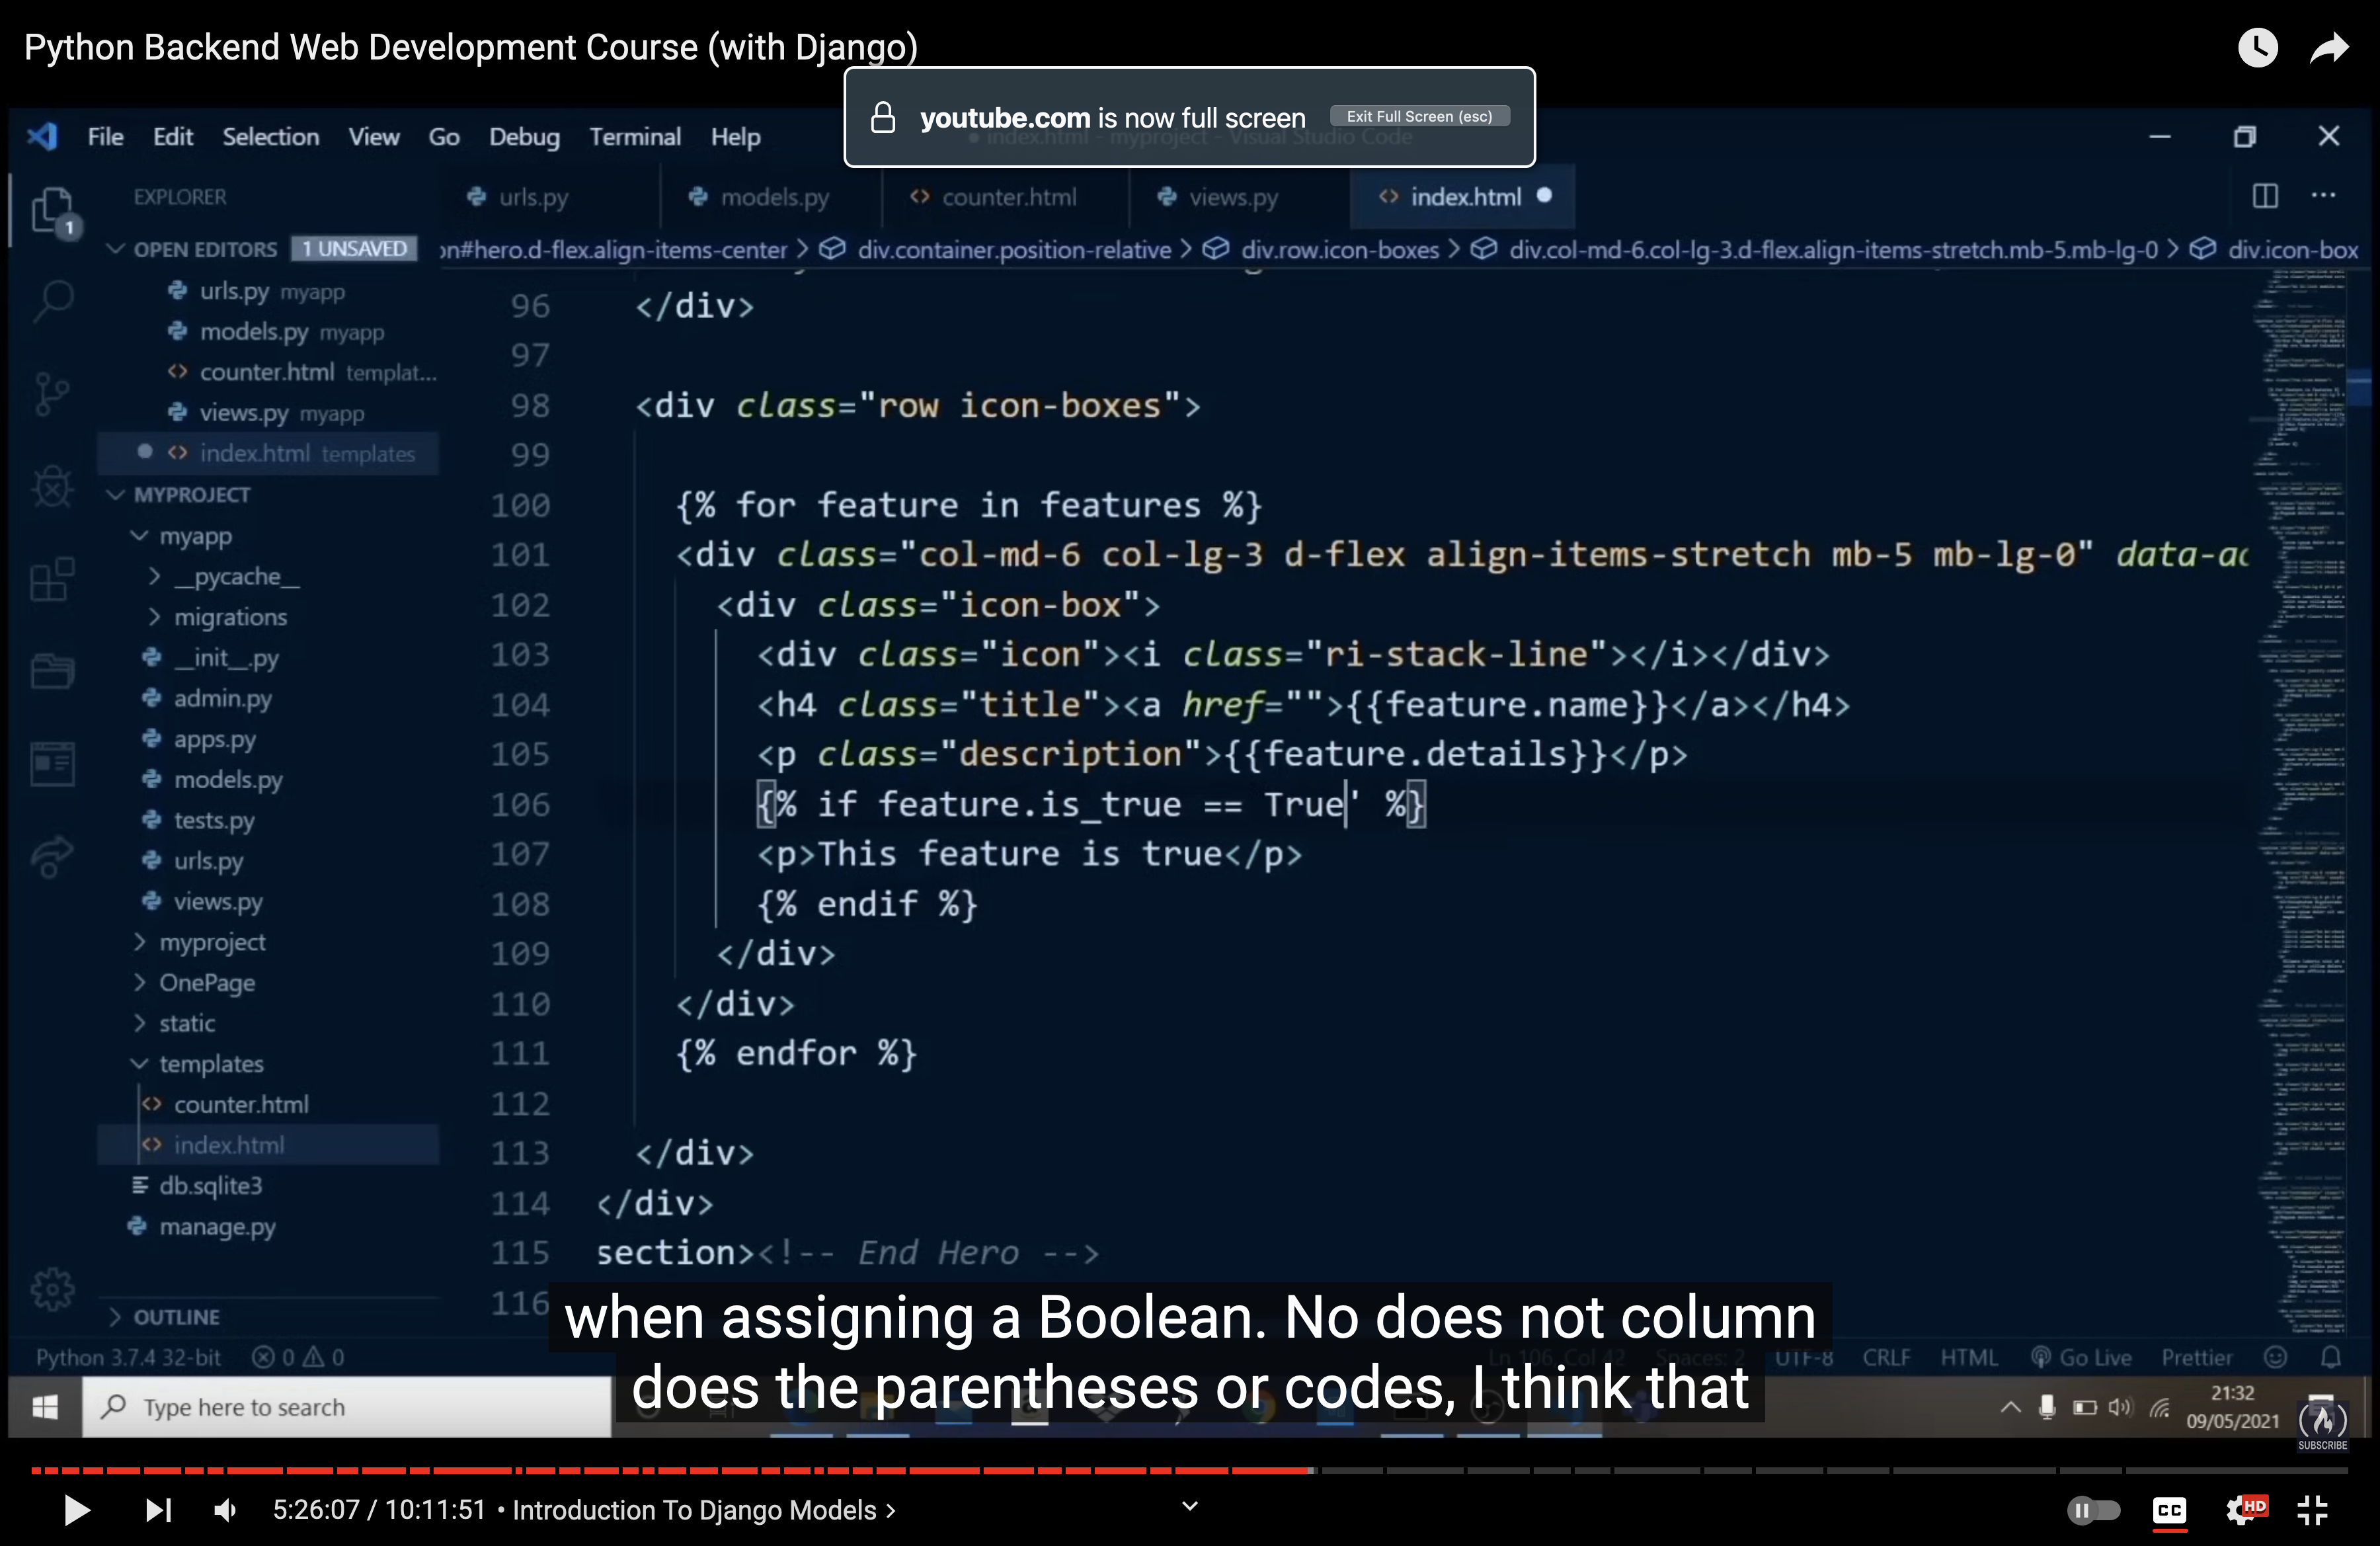 Python Backend Web Development Course (with Django)
youtube.com is now full screen Exit Full Screen (esc)
File Edit Selection View Go Debug Terminal Help
index.html - myproject - Visual Studio Code
EXPLORER
1
urls.py models.py counter.html views.py index.html
OPEN EDITORS 1 UNSAVED
on#hero.d-flex.align-items-center > div.container.position-relative > div.row.icon-boxes > div.col-md-6.col-lg-3.d-flex.align-items-stretch.mb-5.mb-lg-0 > div.icon-box
urls.py myapp
models.py myapp
counter.html templat...
views.py myapp
index.html templates
MYPROJECT
myapp
__pycache__
migrations
__init__.py
admin.py
apps.py
models.py
tests.py
urls.py
views.py
myproject
OnePage
static
templates
counter.html
index.html
db.sqlite3
manage.py
OUTLINE
96 </div>
97
98 <div class="row icon-boxes">
99
100 {% for feature in features %}
101 <div class="col-md-6 col-lg-3 d-flex align-items-stretch mb-5 mb-lg-0" data-ao
102 <div class="icon-box">
103 <div class="icon"><i class="ri-stack-line"></i></div>
104 <h4 class="title"><a href="">{{feature.name}}</a></h4>
105 <p class="description">{{feature.details}}</p>
106 {% if feature.is_true == True' %}
107 <p>This feature is true</p>
108 {% endif %}
109 </div>
110 </div>
111 {% endfor %}
112
113 </div>
114 </div>
115 section><!-- End Hero -->
116
when assigning a Boolean. No does not column
does the parentheses or codes, I think that
Python 3.7.4 32-bit 0 0 Ln 106, Col 42 Spaces: 2 UTF-8 CRLF HTML Go Live Prettier
Type here to search
21:32
09/05/2021
SUBSCRIBE
5:26:07 / 10:11:51 • Introduction To Django Models >
CC HD